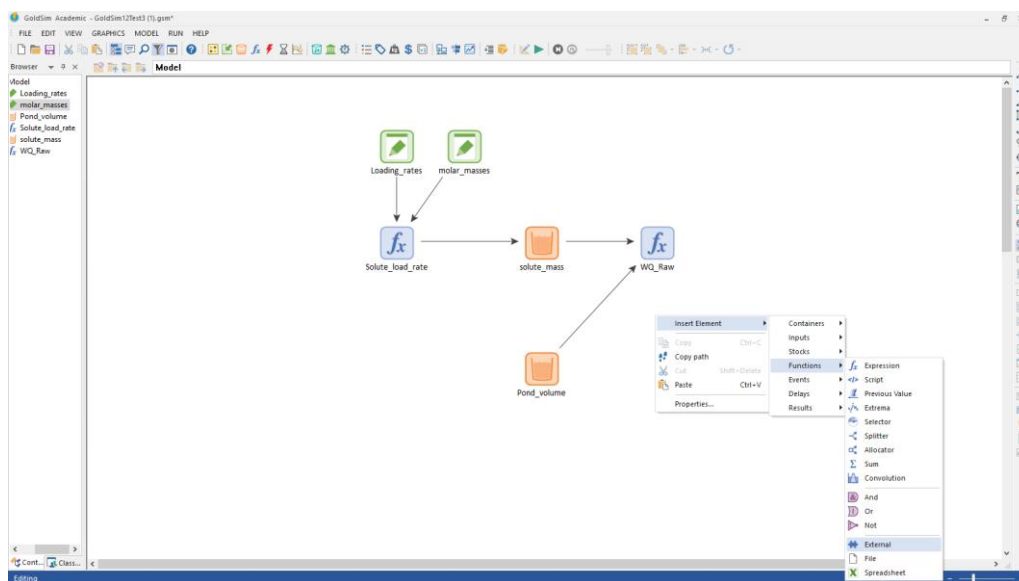 GoldSim Academic - GoldSim12Test3 (1).gsm*
FILE EDIT VIEW GRAPHICS MODEL RUN HELP
Browser
Model
Model
Loading_rates
molar_masses
Pond_volume
Solute_load_rate
solute_mass
WQ_Raw
Loading_rates
molar_masses
Solute_load_rate
solute_mass
WQ_Raw
Pond_volume
Insert Element
Copy Ctrl+C
Copy path
Cut Shift+Delete
Paste Ctrl+V
Properties...
Containers
Inputs
Stocks
Functions
Events
Delays
Results
Expression
Script
Previous Value
Extrema
Selector
Splitter
Allocator
Sum
Convolution
And
Or
Not
External
File
Spreadsheet
Cont... Class...
Editing